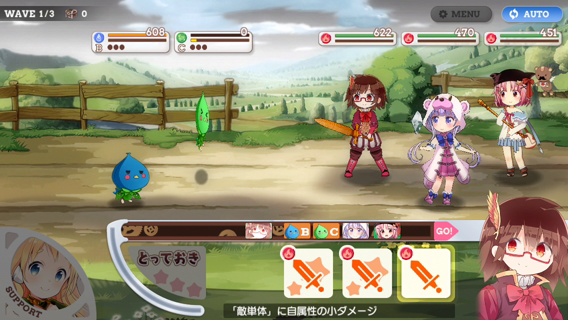 WAVE 1/3 0
MENU
AUTO
608
B
0
C
622
470
451
B C GO!
とっておき
SUPPORT
「敵単体」に自属性の小ダメージ